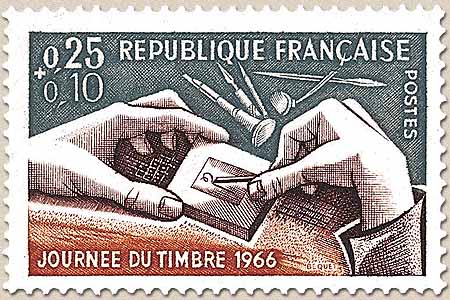 +0,25
0,10
REPUBLIQUE FRANÇAISE
POSTES
JOURNEE DU TIMBRE 1966